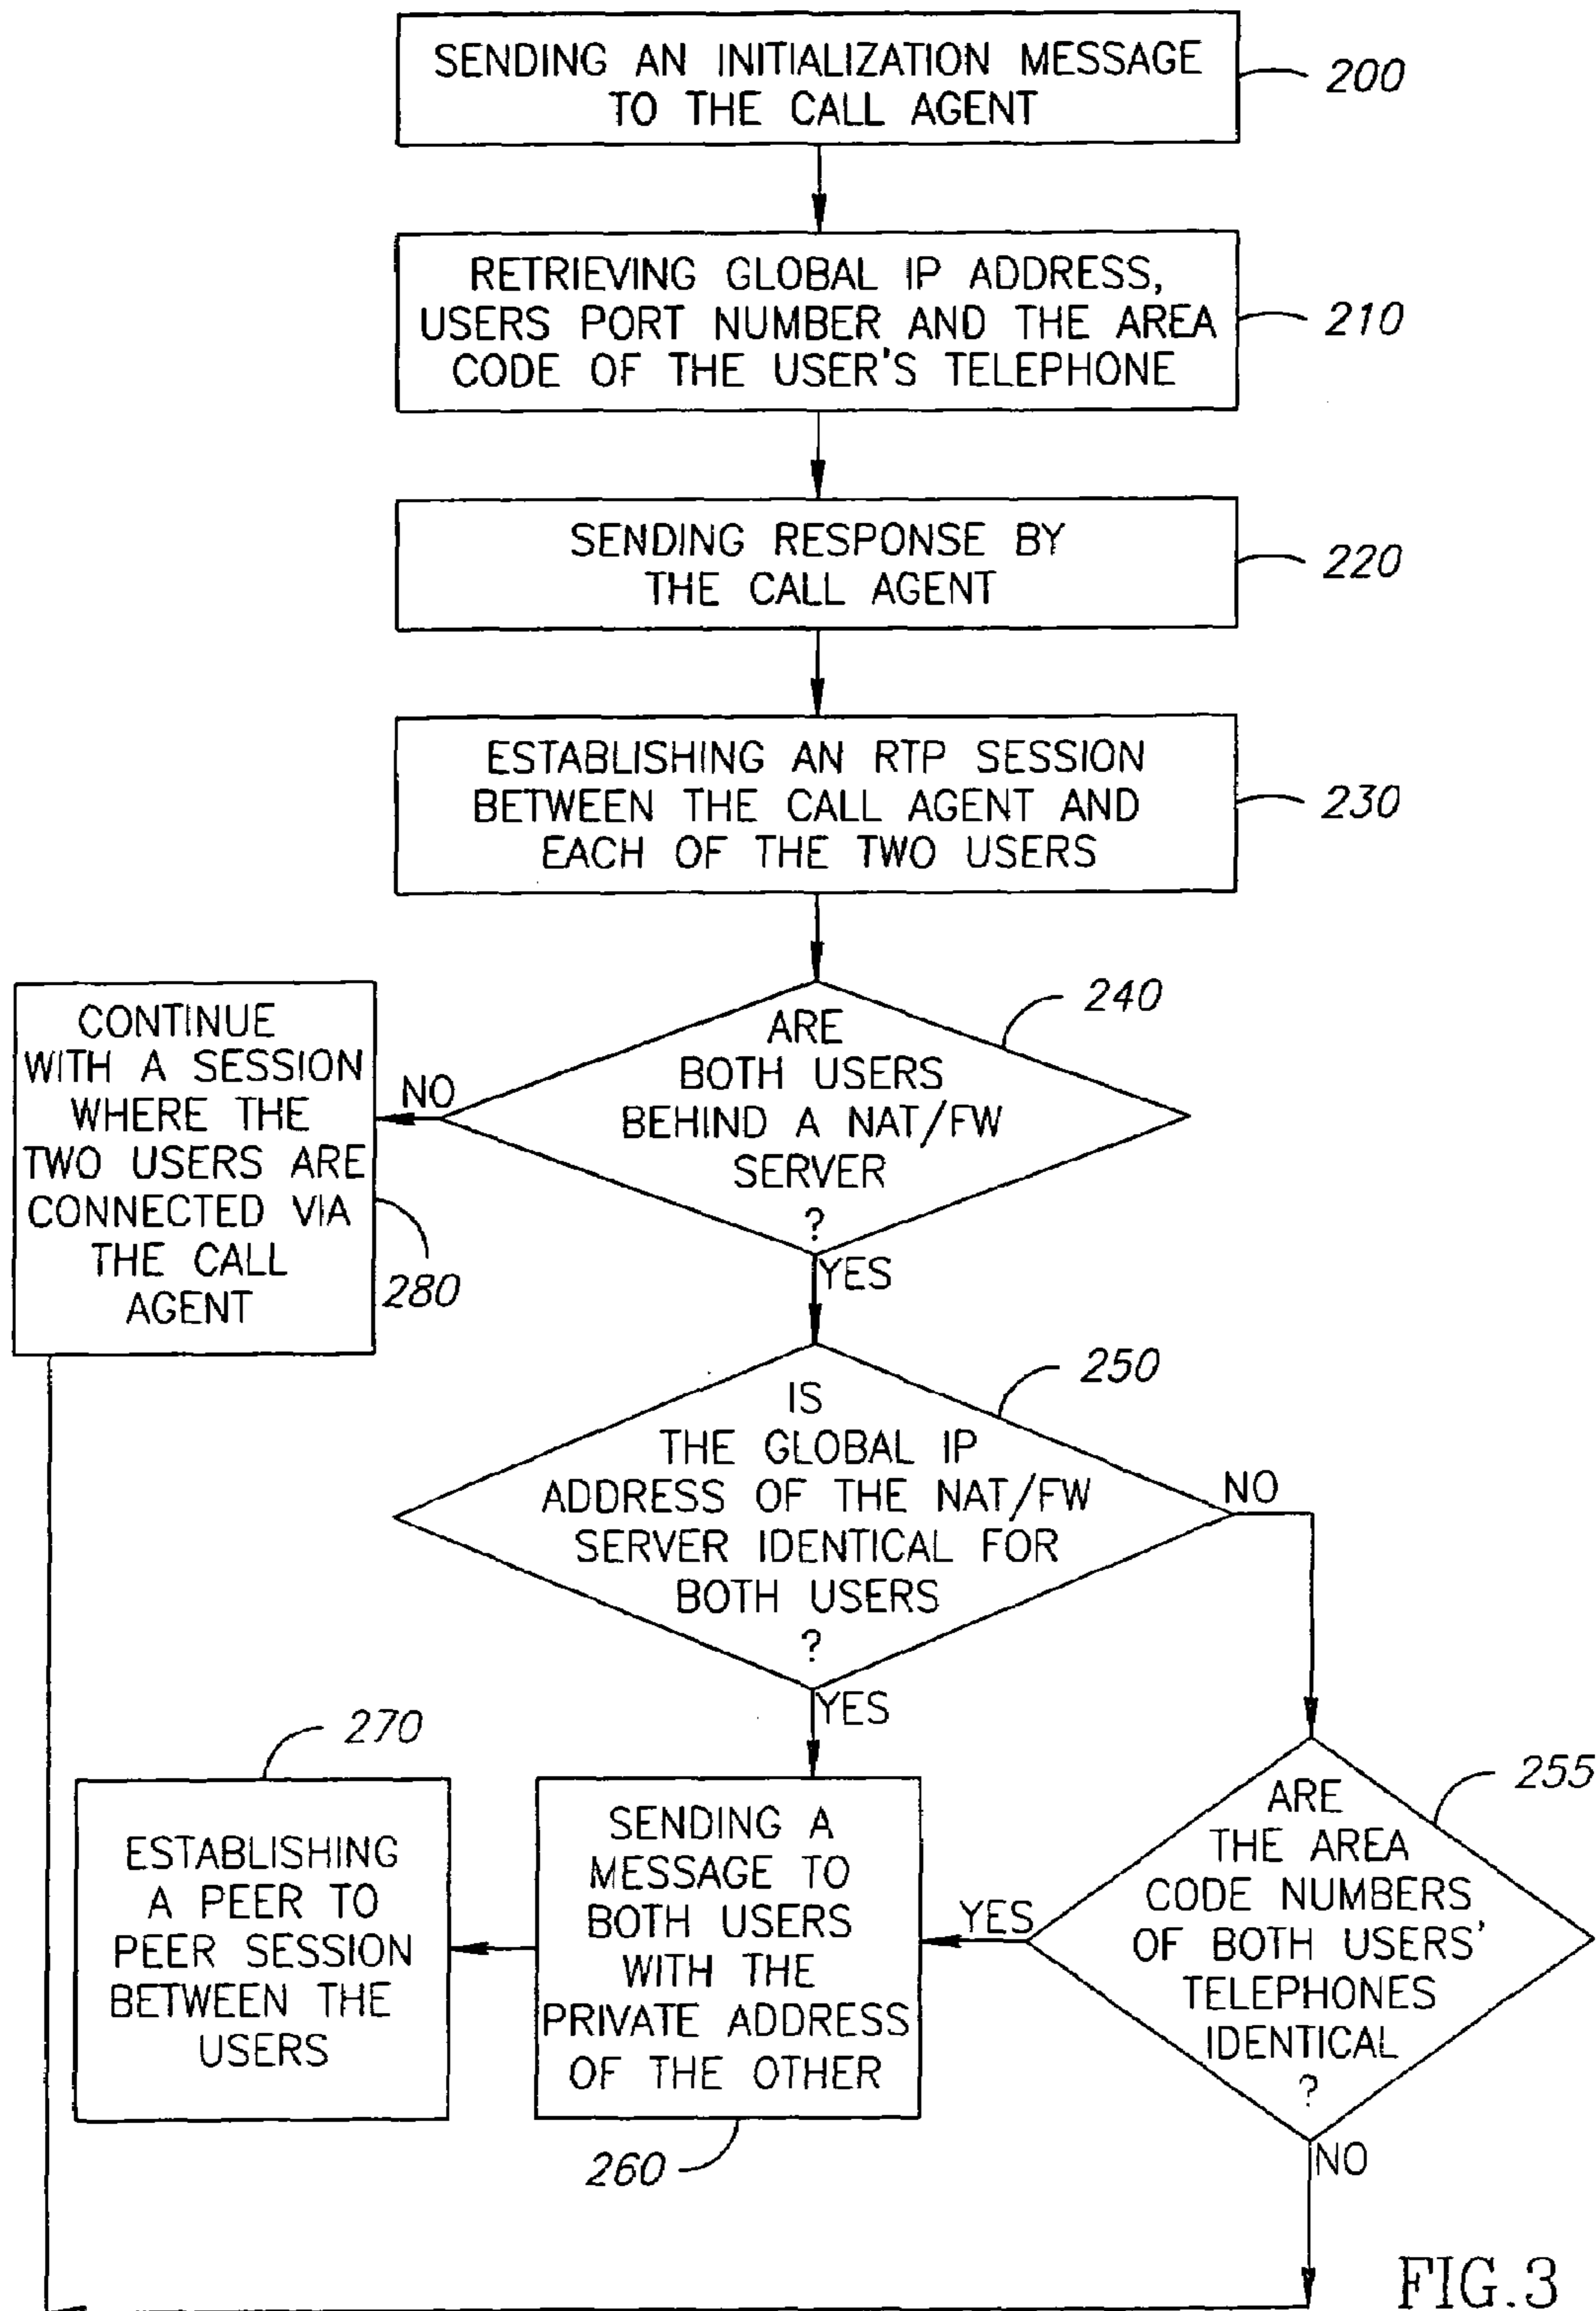 SENDING AN INITIALIZATION MESSAGE
TO THE CALL AGENT
200
RETRIEVING GLOBAL IP ADDRESS,
USERS PORT NUMBER AND THE AREA
CODE OF THE USER'S TELEPHONE
210
SENDING RESPONSE BY
THE CALL AGENT
220
ESTABLISHING AN RTP SESSION
BETWEEN THE CALL AGENT AND
EACH OF THE TWO USERS
230
ARE
BOTH USERS
BEHIND A NAT/FW
SERVER
?
240
NO
CONTINUE
WITH A SESSION
WHERE THE
TWO USERS ARE
CONNECTED VIA
THE CALL
AGENT
280
YES
IS
THE GLOBAL IP
ADDRESS OF THE NAT/FW
SERVER IDENTICAL FOR
BOTH USERS
?
250
NO
YES
ARE
THE AREA
CODE NUMBERS
OF BOTH USERS'
TELEPHONES
IDENTICAL
?
255
YES
SENDING A
MESSAGE TO
BOTH USERS
WITH THE
PRIVATE ADDRESS
OF THE OTHER
260
270
ESTABLISHING
A PEER TO
PEER SESSION
BETWEEN THE
USERS
NO
FIG.3